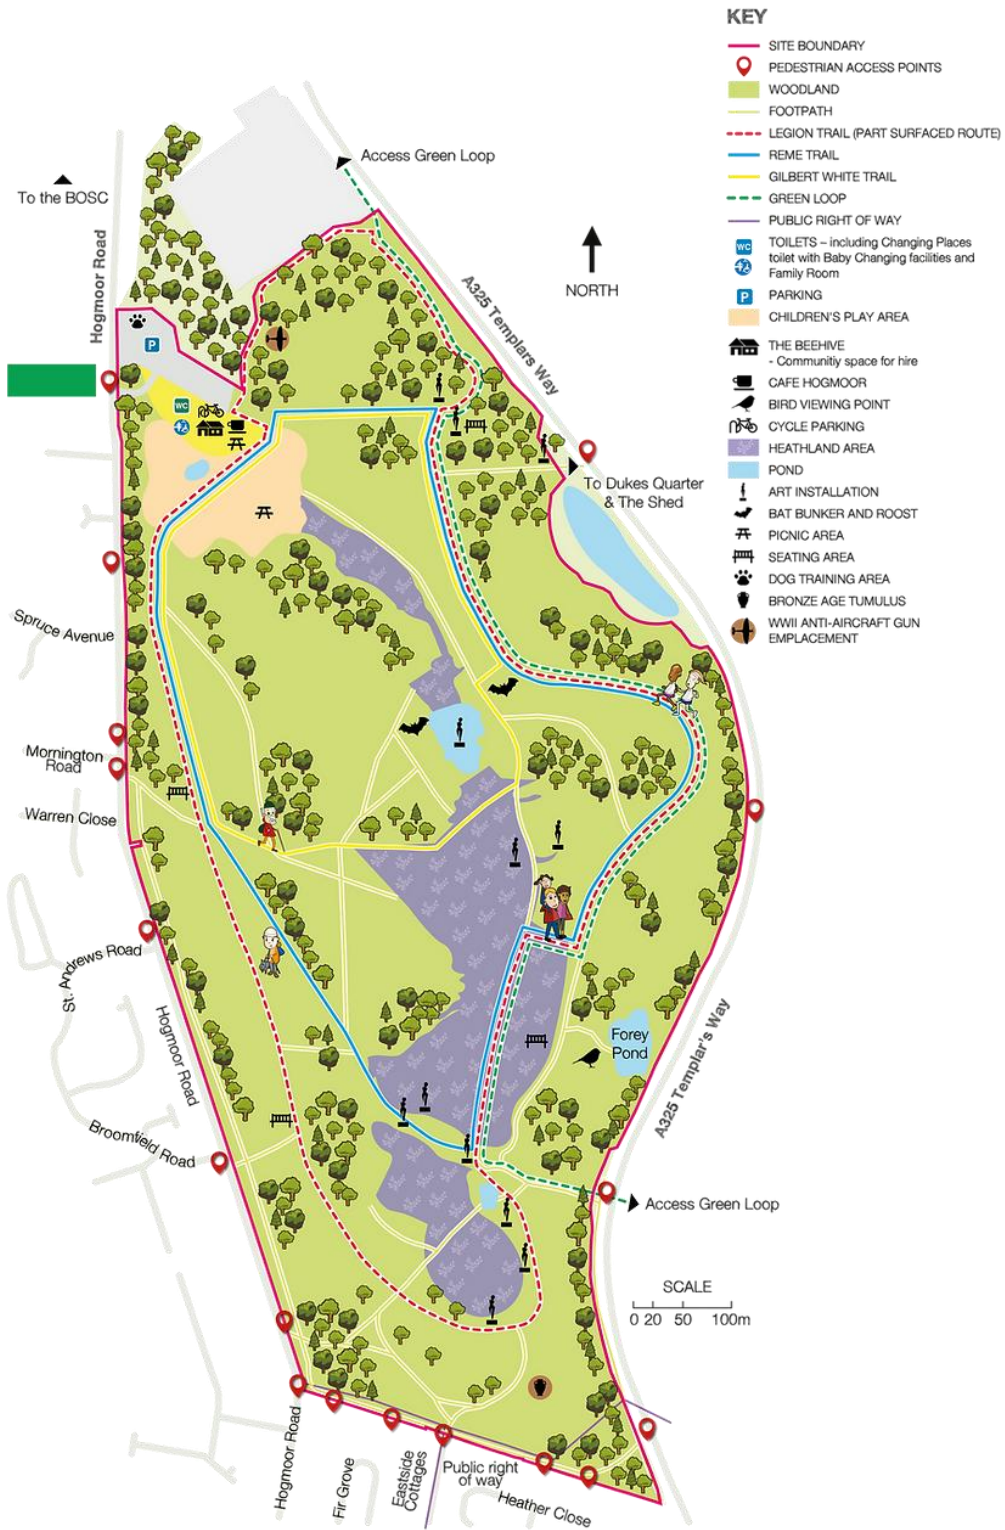 KEY
SITE BOUNDARY
PEDESTRIAN ACCESS POINTS
WOODLAND
FOOTPATH
LEGION TRAIL (PART SURFACED ROUTE)
REME TRAIL
GILBERT WHITE TRAIL
GREEN LOOP
PUBLIC RIGHT OF WAY
WC
TOILETS – including Changing Places
toilet with Baby Changing facilities and
Family Room
P
PARKING
CHILDREN'S PLAY AREA
THE BEEHIVE
- Communitiy space for hire
CAFE HOGMOOR
BIRD VIEWING POINT
CYCLE PARKING
HEATHLAND AREA
POND
ART INSTALLATION
BAT BUNKER AND ROOST
PICNIC AREA
SEATING AREA
DOG TRAINING AREA
BRONZE AGE TUMULUS
WWII ANTI-AIRCRAFT GUN
EMPLACEMENT
Access Green Loop
To the BOSC
Hogmoor Road
NORTH
A325 Templars Way
P
WC
To Dukes Quarter
& The Shed
Spruce Avenue
Mornington
Road
Warren Close
St. Andrews Road
Hogmoor Road
Forey
Pond
A325 Templar's Way
Broomfield Road
Access Green Loop
SCALE
0 20 50 100m
Hogmoor Road
Fir Grove
Eastside
Cottages
Public right
of way
Heather Close